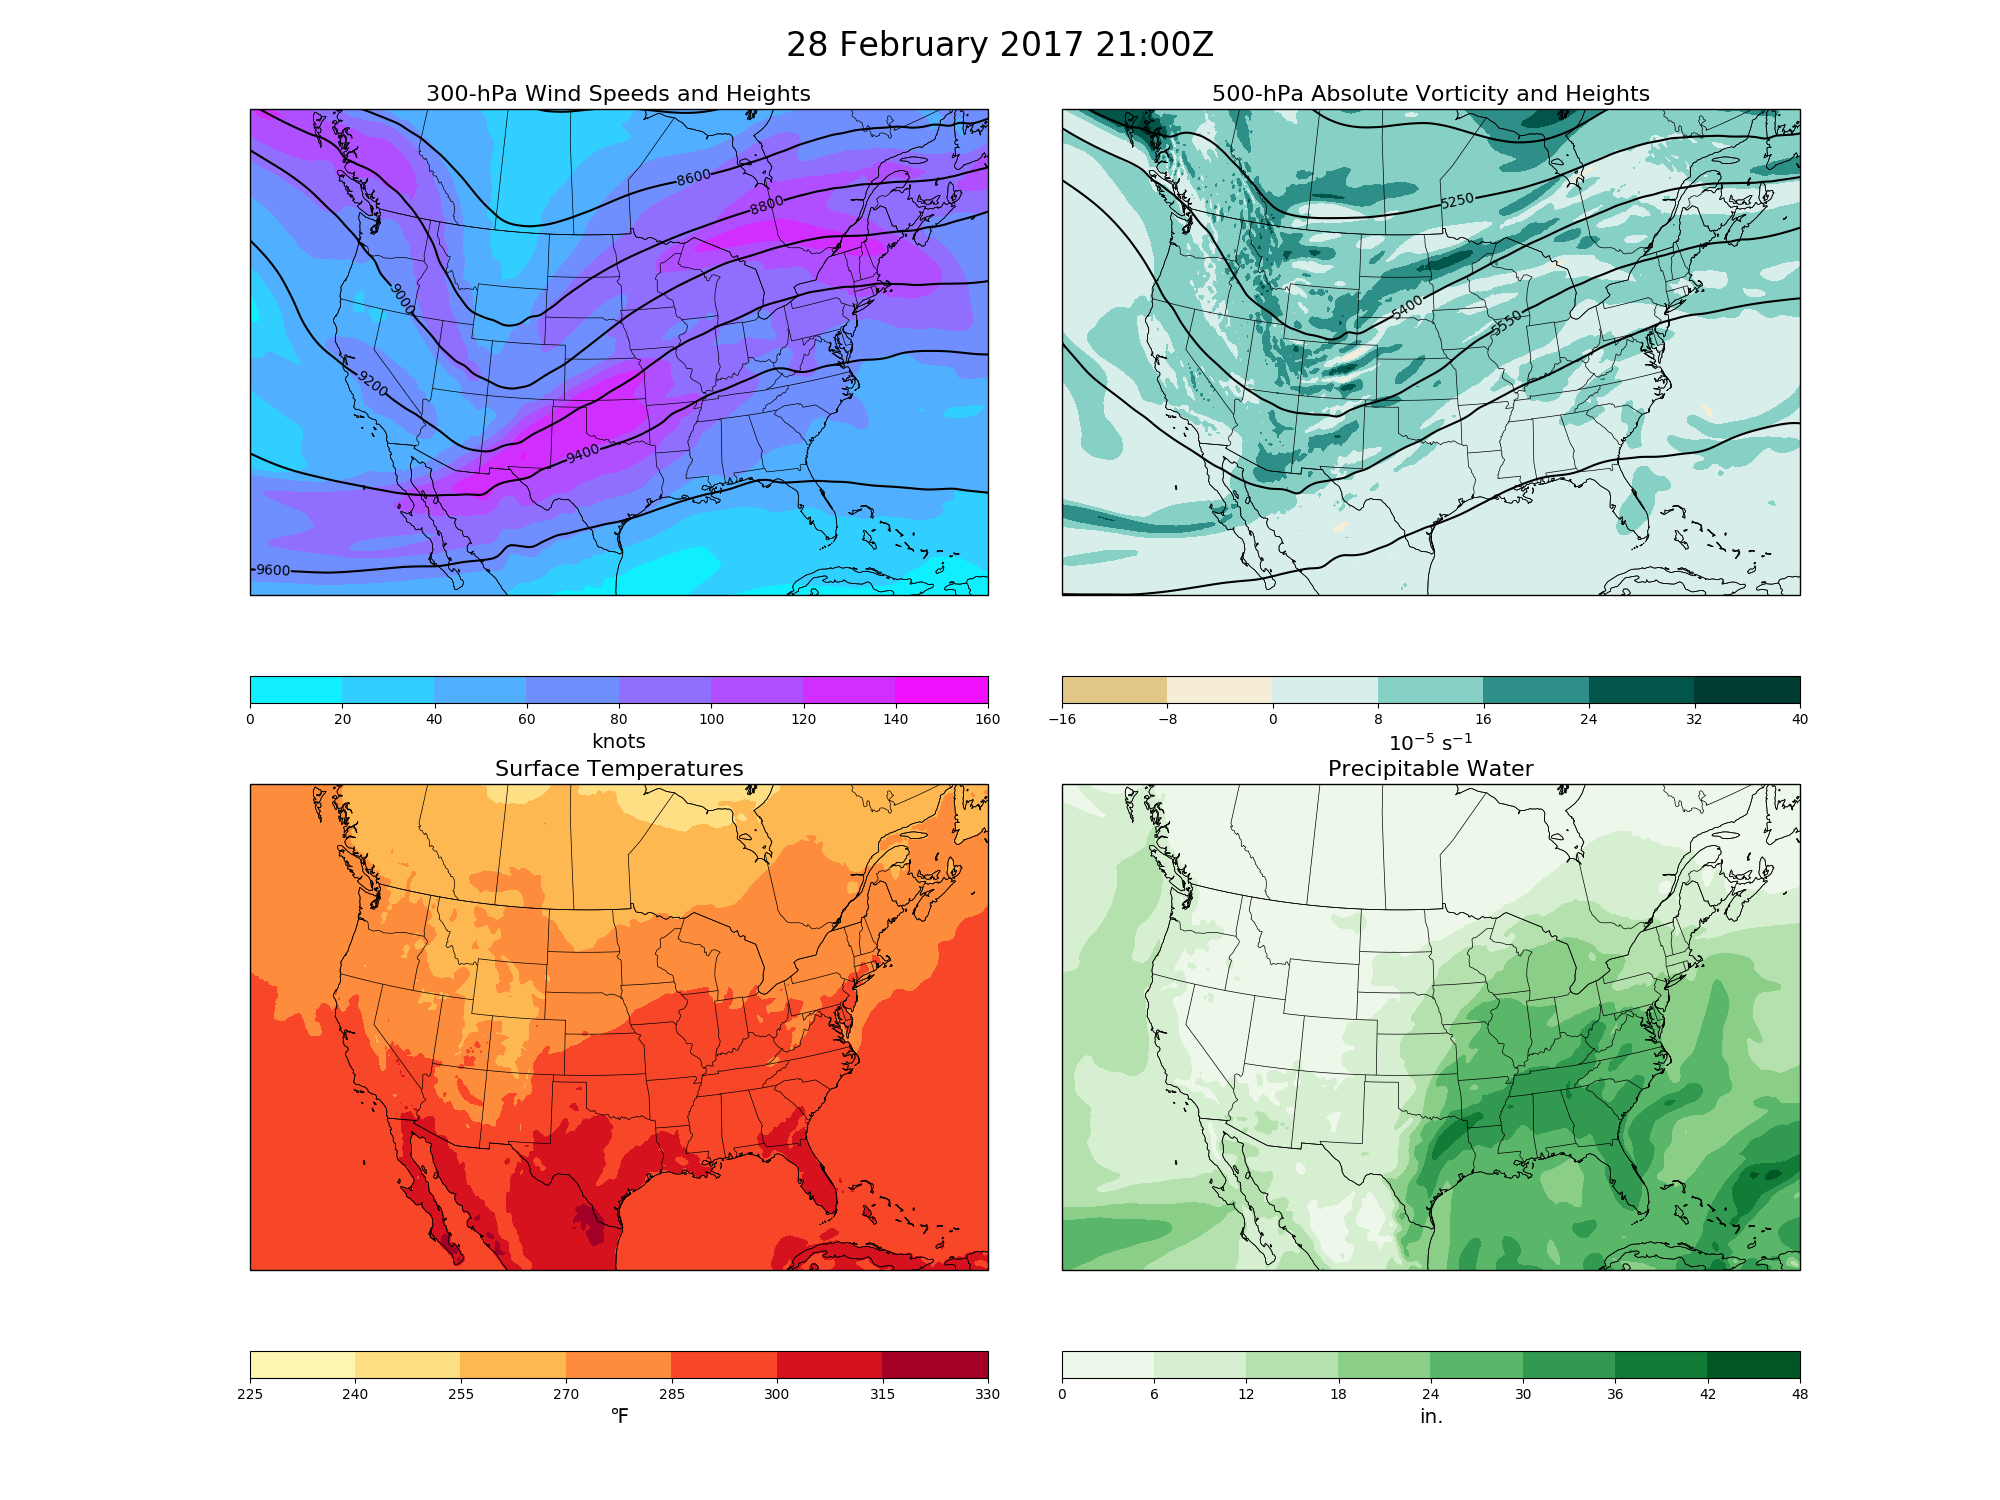 28 February 2017 21:00Z
300-hPa Wind Speeds and Heights
500-hPa Absolute Vorticity and Heights
8600
8800
9000
9200
9400
9600
5250
5400
5550
0 20 40 60 80 100 120 140 160
knots
−16 −8 0 8 16 24 32 40
10⁻⁵ s⁻¹
Surface Temperatures
Precipitable Water
225 240 255 270 285 300 315 330
°F
0 6 12 18 24 30 36 42 48
in.